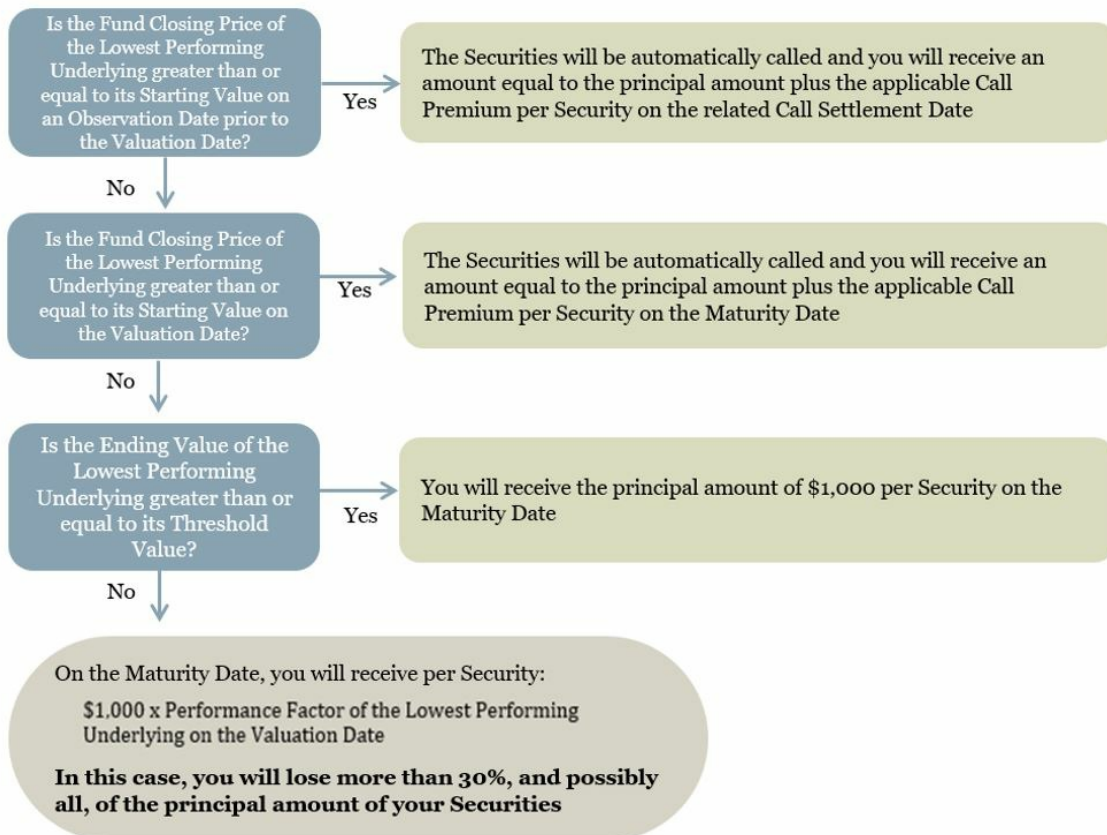 Is the Fund Closing Price of
the Lowest Performing
Underlying greater than or
equal to its Starting Value on
an Observation Date prior to
the Valuation Date?
Yes
The Securities will be automatically called and you will receive an
amount equal to the principal amount plus the applicable Call
Premium per Security on the related Call Settlement Date
No
Is the Fund Closing Price of
the Lowest Performing
Underlying greater than or
equal to its Starting Value on
the Valuation Date?
Yes
The Securities will be automatically called and you will receive an
amount equal to the principal amount plus the applicable Call
Premium per Security on the Maturity Date
No
Is the Ending Value of the
Lowest Performing
Underlying greater than or
equal to its Threshold
Value?
Yes
You will receive the principal amount of $1,000 per Security on the
Maturity Date
No
On the Maturity Date, you will receive per Security:
$1,000 x Performance Factor of the Lowest Performing
Underlying on the Valuation Date
In this case, you will lose more than 30%, and possibly
all, of the principal amount of your Securities